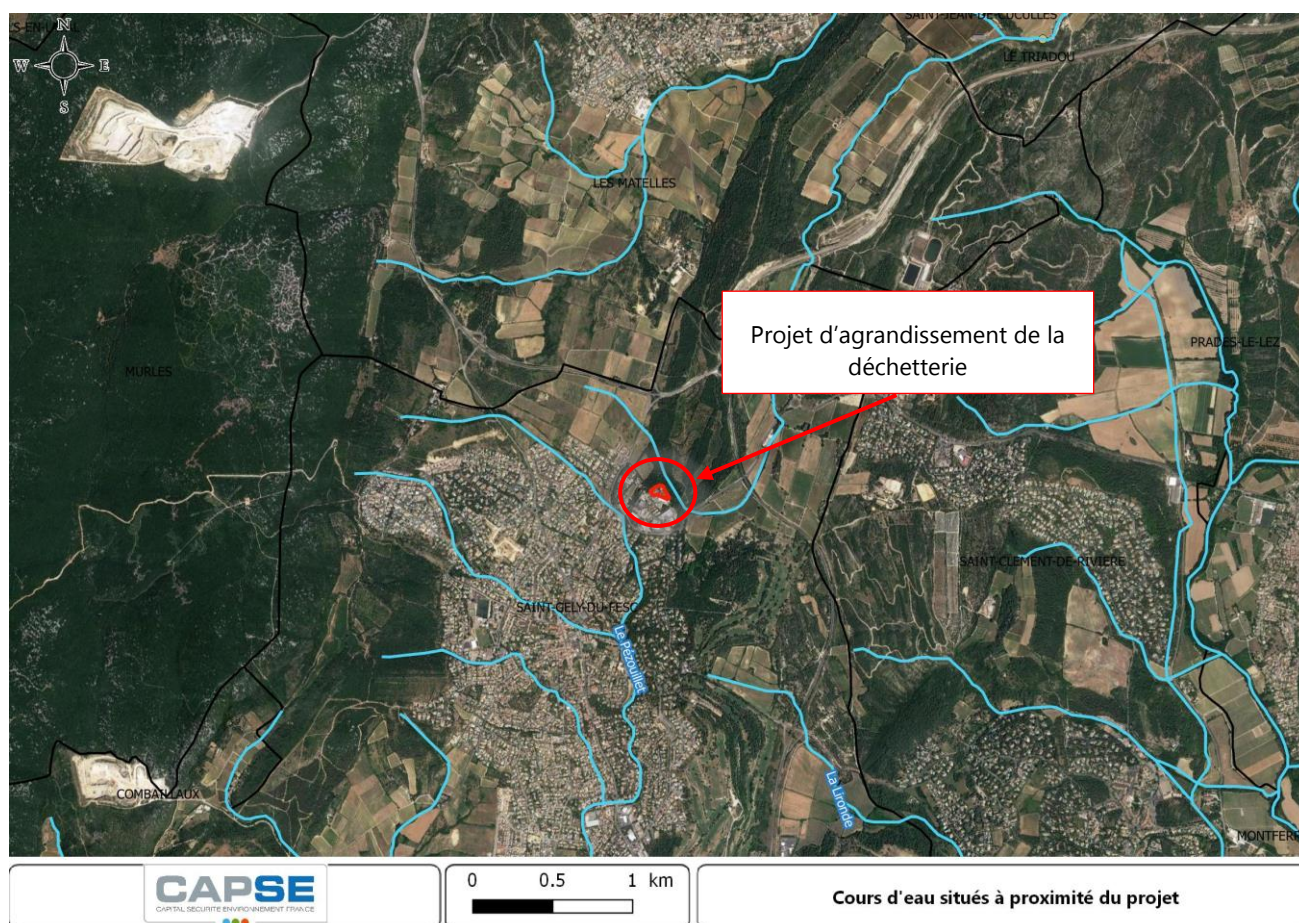 SAINT-JEAN-DE-CUCULLES
N
W E
S
LE TRIADOU
LES MATELLES
Projet d'agrandissement de la
déchetterie
PRADES-LE-LEZ
MURLES
SAINT-CLEMENT-DE-RIVIERE
SAINT-GELY-DU-FESC
Le Pézouillet
La Lironde
COMBAILLAUX
CAPSE
CAPITAL SECURITE ENVIRONNEMENT FRANCE
0 0.5 1 km
Cours d'eau situés à proximité du projet